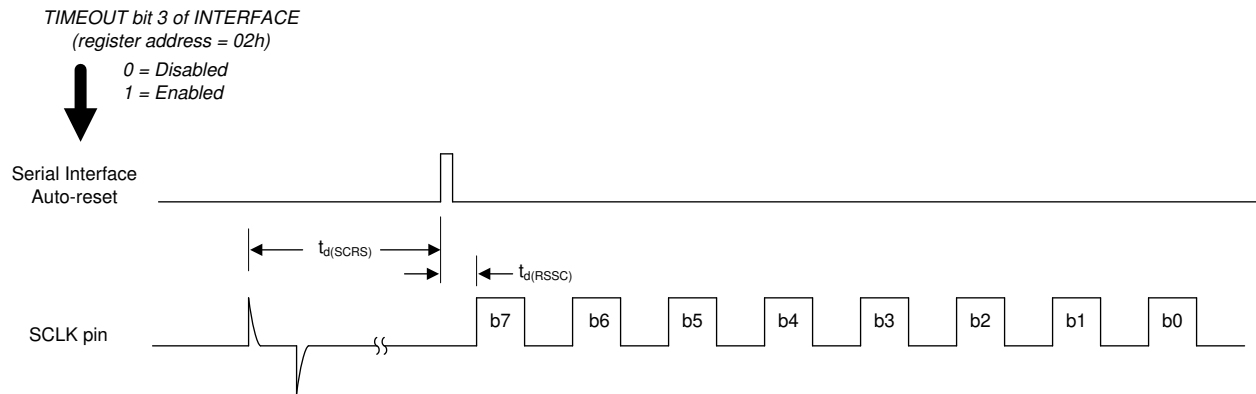 TIMEOUT bit 3 of INTERFACE
(register address = 02h)
0 = Disabled
1 = Enabled
Serial Interface
Auto-reset
td(SCRS)
td(RSSC)
SCLK pin
b7 b6 b5 b4 b3 b2 b1 b0